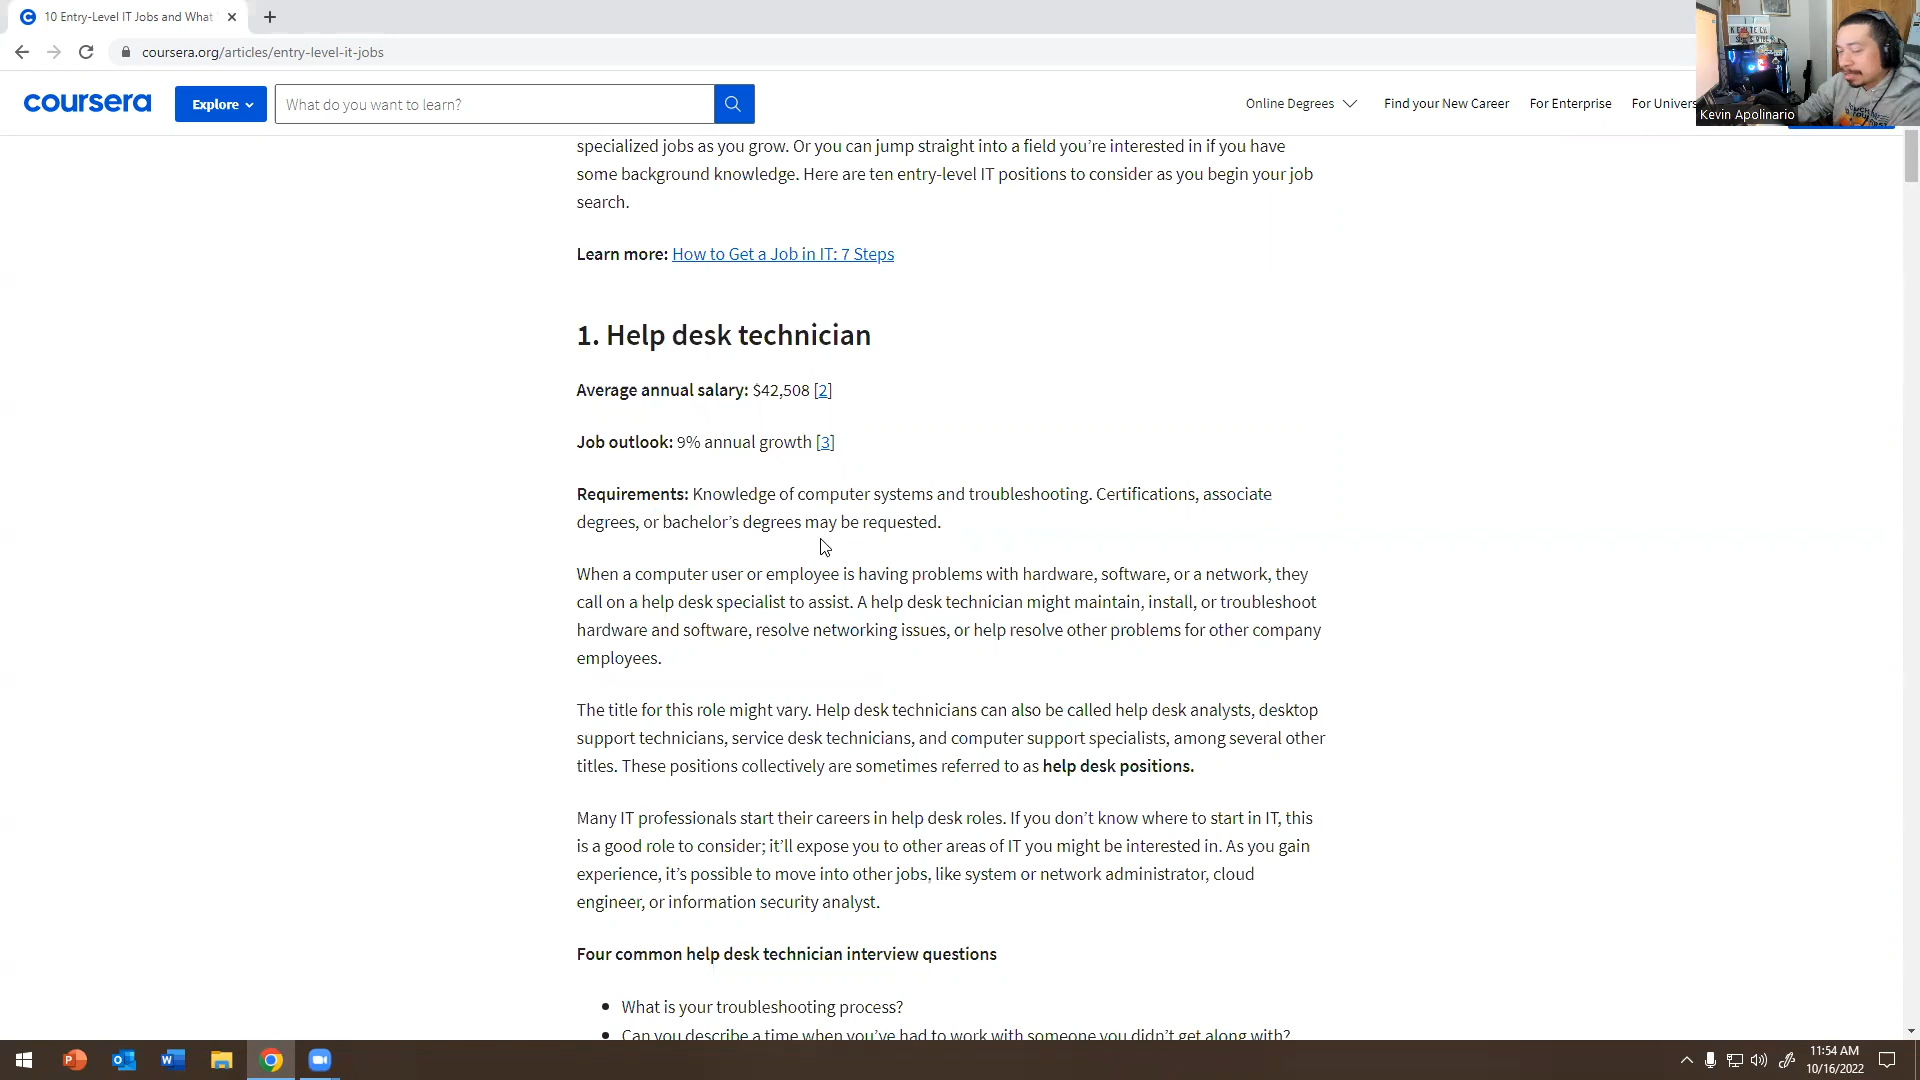 10 Entry-Level IT Jobs and What
coursera.org/articles/entry-level-it-jobs
coursera
Explore
What do you want to learn?
Online Degrees
Find your New Career
For Enterprise
For Univers
Kevin Apolinario
specialized jobs as you grow. Or you can jump straight into a field you’re interested in if you have
some background knowledge. Here are ten entry-level IT positions to consider as you begin your job
search.
Learn more: How to Get a Job in IT: 7 Steps
1. Help desk technician
Average annual salary: $42,508 [2]
Job outlook: 9% annual growth [3]
Requirements: Knowledge of computer systems and troubleshooting. Certifications, associate
degrees, or bachelor’s degrees may be requested.
When a computer user or employee is having problems with hardware, software, or a network, they
call on a help desk specialist to assist. A help desk technician might maintain, install, or troubleshoot
hardware and software, resolve networking issues, or help resolve other problems for other company
employees.
The title for this role might vary. Help desk technicians can also be called help desk analysts, desktop
support technicians, service desk technicians, and computer support specialists, among several other
titles. These positions collectively are sometimes referred to as help desk positions.
Many IT professionals start their careers in help desk roles. If you don’t know where to start in IT, this
is a good role to consider; it’ll expose you to other areas of IT you might be interested in. As you gain
experience, it’s possible to move into other jobs, like system or network administrator, cloud
engineer, or information security analyst.
Four common help desk technician interview questions
What is your troubleshooting process?
Can you describe a time when you’ve had to work with someone you didn’t get along with?
11:54 AM
10/16/2022